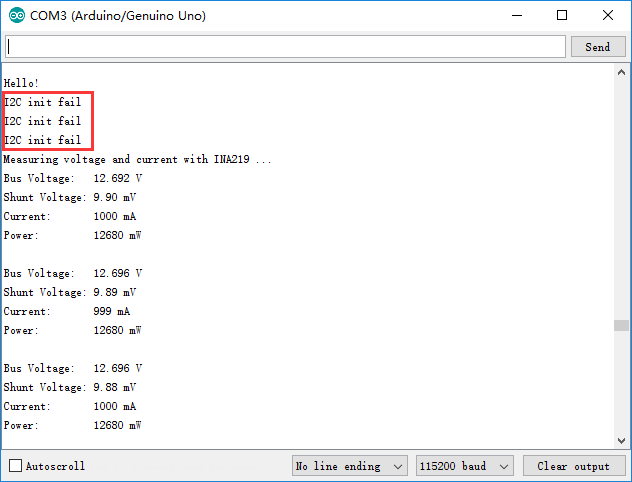 COM3 (Arduino/Genuino Uno)
Send
Hello!
I2C init fail
I2C init fail
I2C init fail
Measuring voltage and current with INA219 ...
Bus Voltage: 12.692 V
Shunt Voltage: 9.90 mV
Current: 1000 mA
Power: 12680 mW
Bus Voltage: 12.696 V
Shunt Voltage: 9.89 mV
Current: 999 mA
Power: 12680 mW
Bus Voltage: 12.696 V
Shunt Voltage: 9.88 mV
Current: 1000 mA
Power: 12680 mW
Autoscroll
No line ending
115200 baud
Clear output